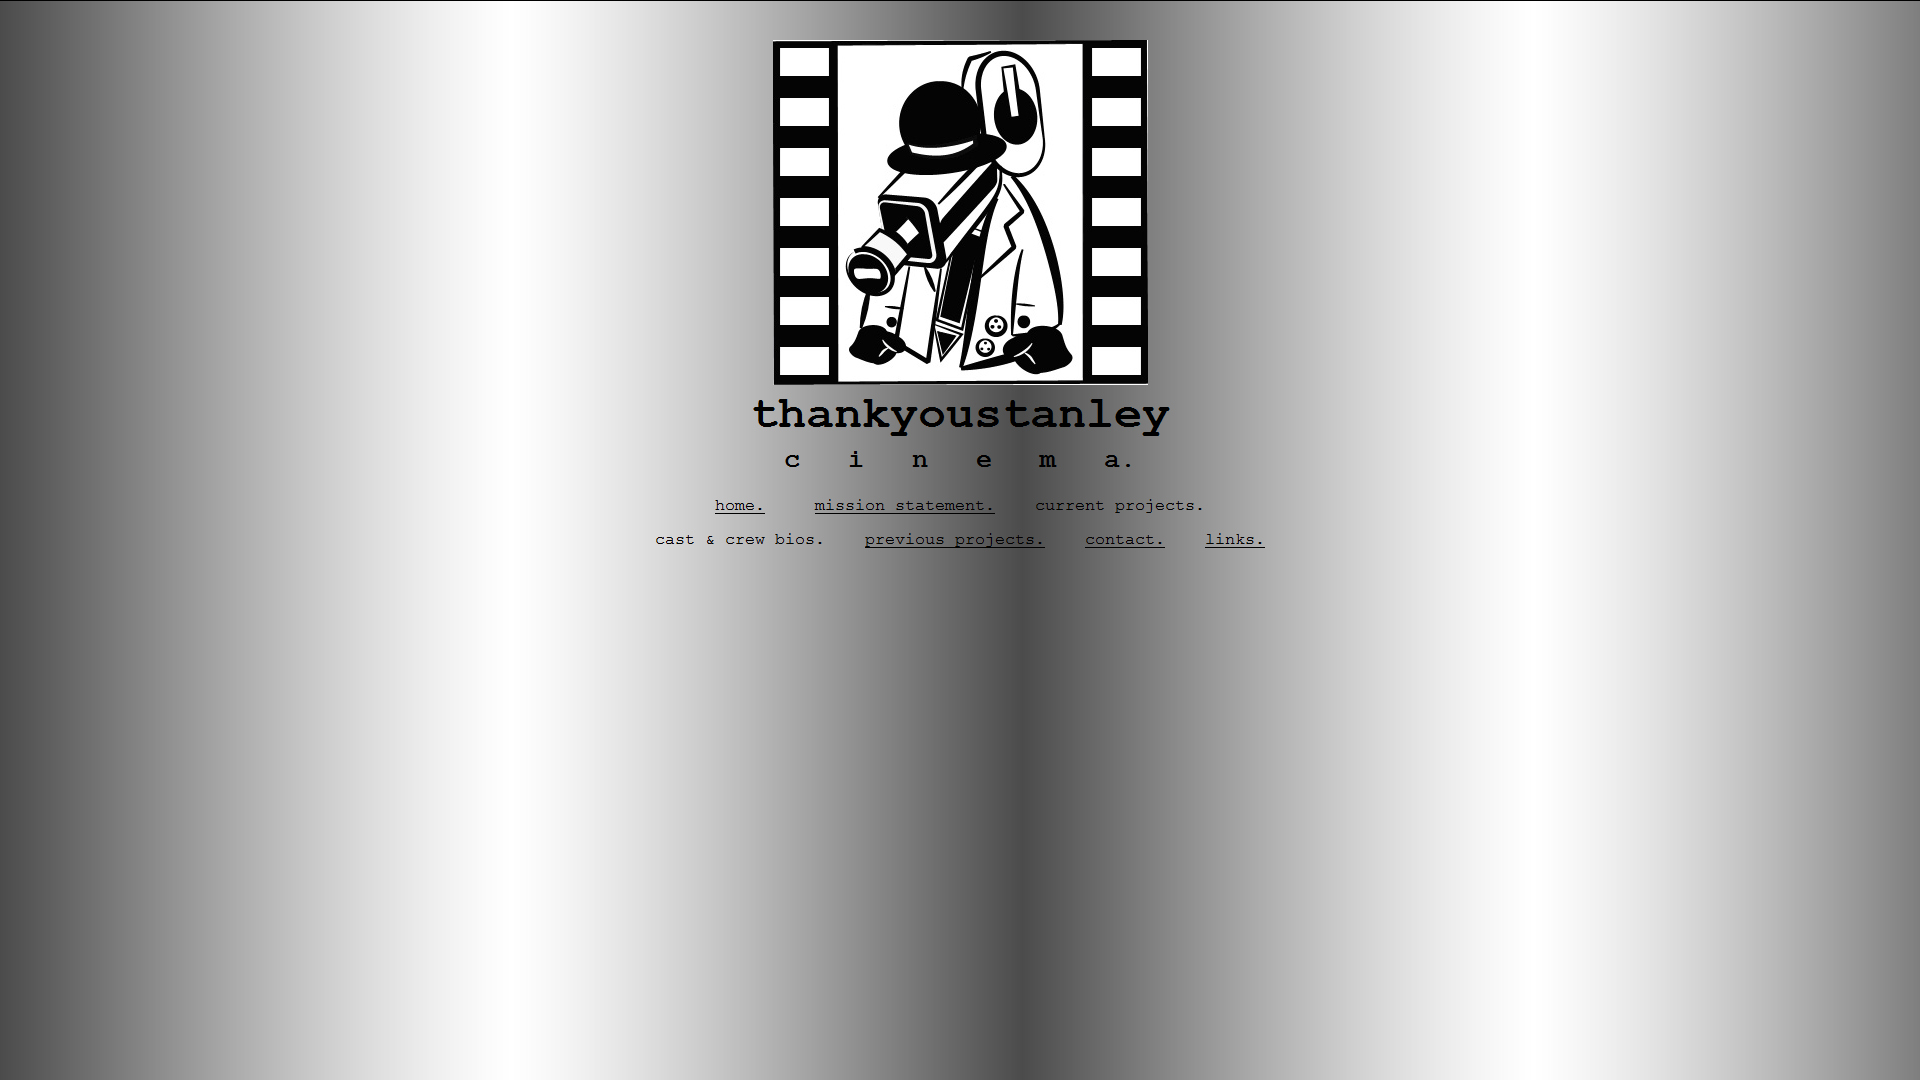 thankyoustanley
c i n e m a.
home. mission statement. current projects.
cast & crew bios. previous projects. contact. links.